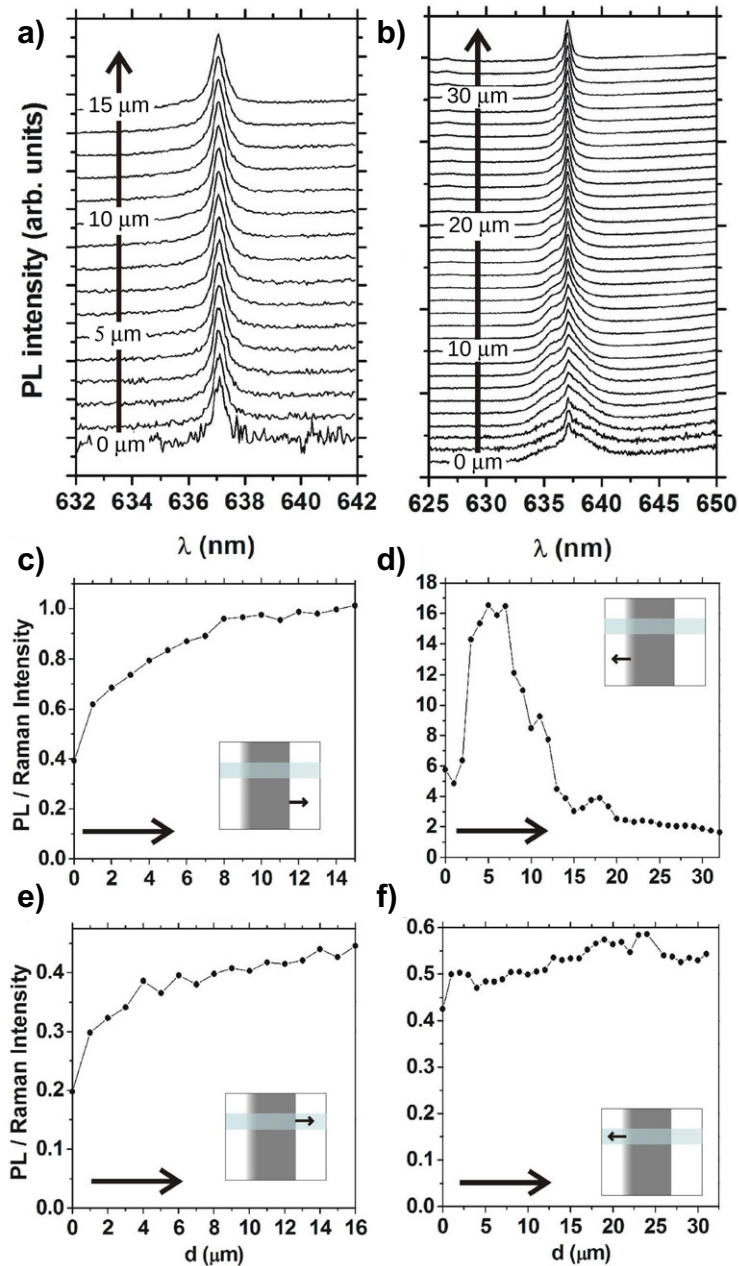 a)
b)
PL intensity (arb. units)
15 μm
10 μm
5 μm
0 μm
632 634 636 638 640 642
λ (nm)
30 μm
20 μm
10 μm
0 μm
625 630 635 640 645 650
λ (nm)
c)
PL / Raman Intensity
1.0
0.8
0.6
0.4
0.2
0.0
0 2 4 6 8 10 12 14
d)
18
16
14
12
10
8
6
4
2
0
0 5 10 15 20 25 30
e)
PL / Raman Intensity
0.4
0.3
0.2
0.1
0.0
0 2 4 6 8 10 12 14 16
d (μm)
f)
0.6
0.5
0.4
0.3
0.2
0.1
0.0
0 5 10 15 20 25 30
d (μm)